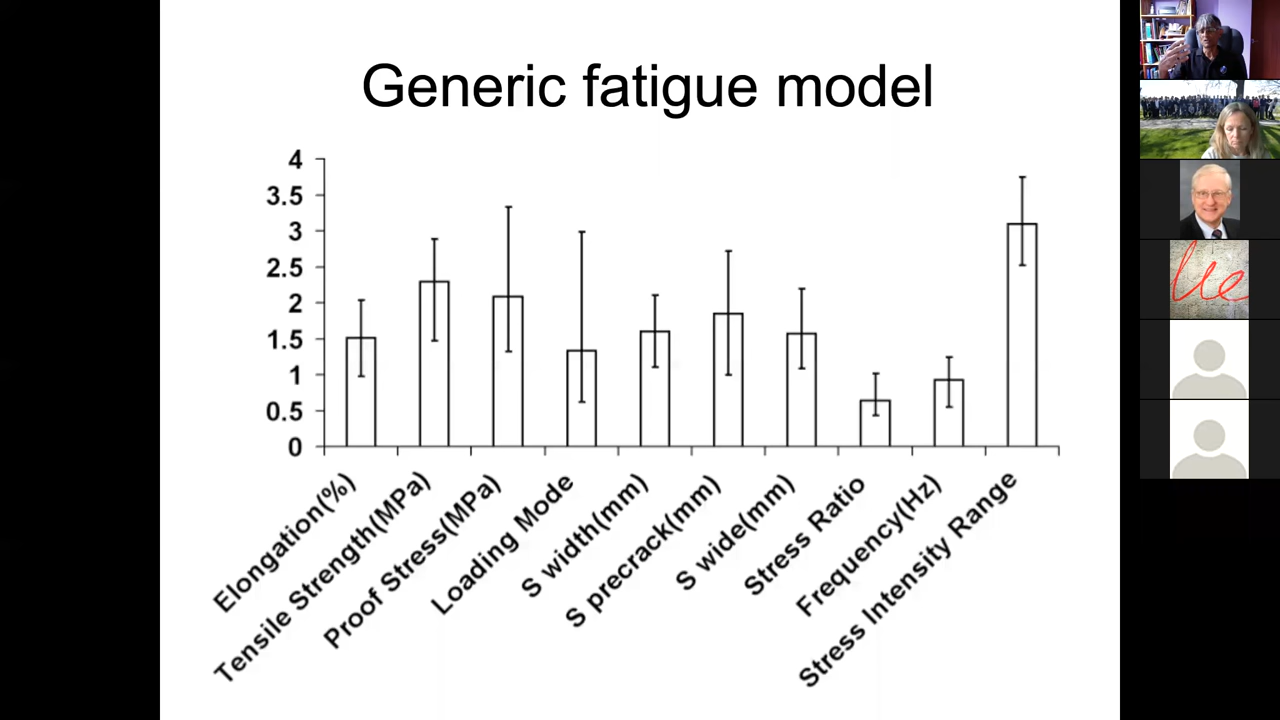 Generic fatigue model
4
3.5
3
2.5
2
1.5
1
0.5
0
Elongation(%)
Tensile Strength(MPa)
Proof Stress(MPa)
Loading Mode
S width(mm)
S precrack(mm)
S wide(mm)
Stress Ratio
Frequency(Hz)
Stress Intensity Range